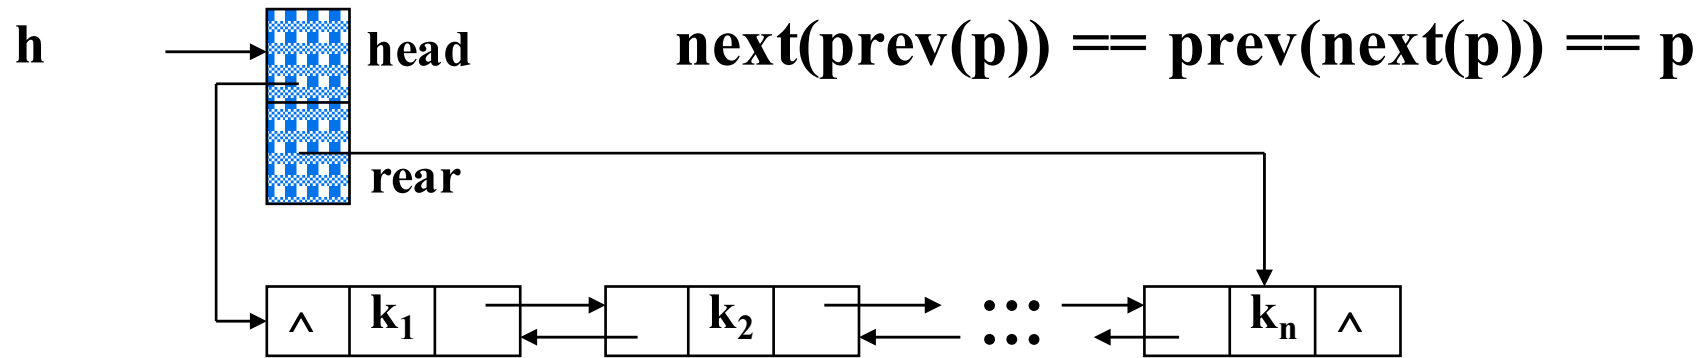 h head next(prev(p)) == prev(next(p)) == p
rear
^ k₁ k₂ ••• kₙ ^
•••